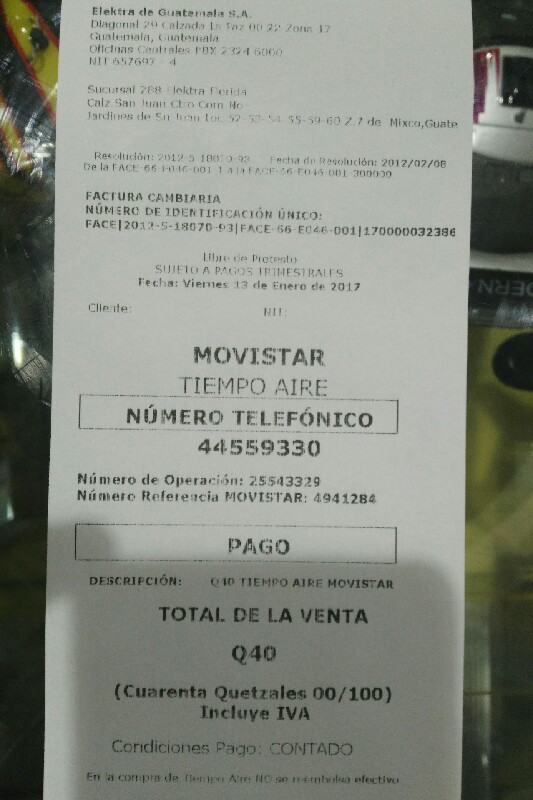 Elektra de Guatemala S.A.
Diagonal 29 Calzada La Paz 00-22 Zona 17
Guatemala, Guatemala
Oficinas Centrales PBX 2324 6000
NIT 657697 - 4
Sucursal 288 Elektra Florida
Calz San Juan Ctro Com No
Jardines de Sn Juan Loc 52-53-54-55-59-60 Z.7 de Mixco,Guate
Resolución: 2012-5-18070-93 Fecha de Resolución: 2012/02/08
De la FACE-66-E046-001 1 a la FACE-66-E046-001-300000
FACTURA CAMBIARIA
NÚMERO DE IDENTIFICACIÓN ÚNICO:
FACE|2012-5-18070-93|FACE-66-E046-001|170000032386
Libre de Protesto
SUJETO A PAGOS TRIMESTRALES
Fecha: Viernes 13 de Enero de 2017
Cliente: NIT:
MOVISTAR
TIEMPO AIRE
NÚMERO TELEFÓNICO
44559330
Número de Operación: 25543329
Número Referencia MOVISTAR: 4941284
PAGO
DESCRIPCIÓN: Q40 TIEMPO AIRE MOVISTAR
TOTAL DE LA VENTA
Q40
(Cuarenta Quetzales 00/100)
Incluye IVA
Condiciones Pago: CONTADO
En la compra de Tiempo Aire NO se reembolsa efectivo